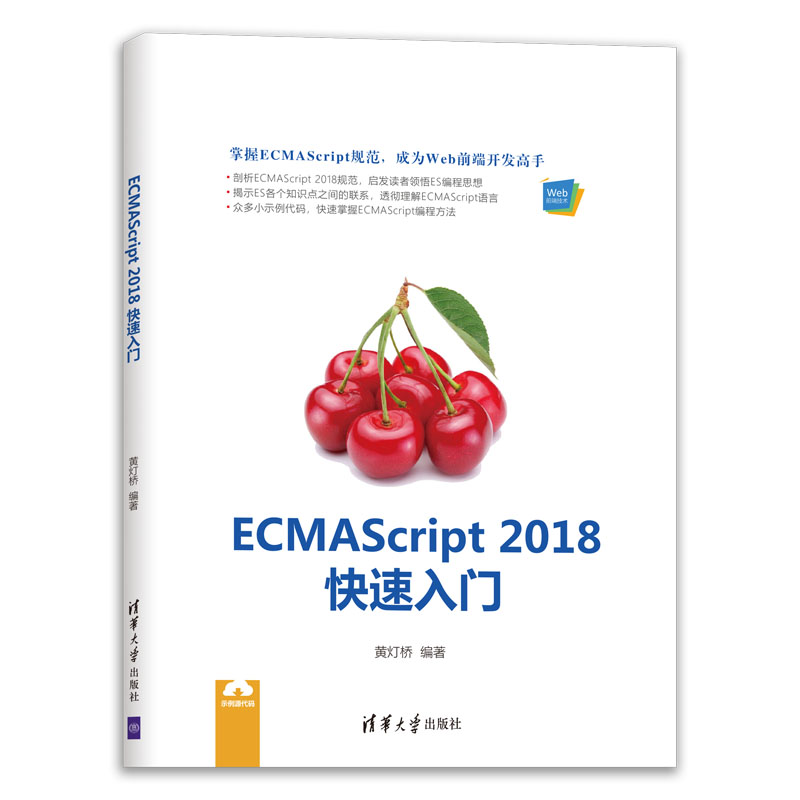 掌握ECMAScript规范，成为Web前端开发高手
• 剖析ECMAScript 2018规范，启发读者领悟ES编程思想
• 揭示ES各个知识点之间的联系，透彻理解ECMAScript语言
• 众多小示例代码，快速掌握ECMAScript编程方法
Web
前端技术
ECMAScript 2018
快速入门
黄灯桥 编著
示例源代码
清华大学出版社
ECMAScript 2018 快速入门
黄灯桥 编著
清华大学出版社